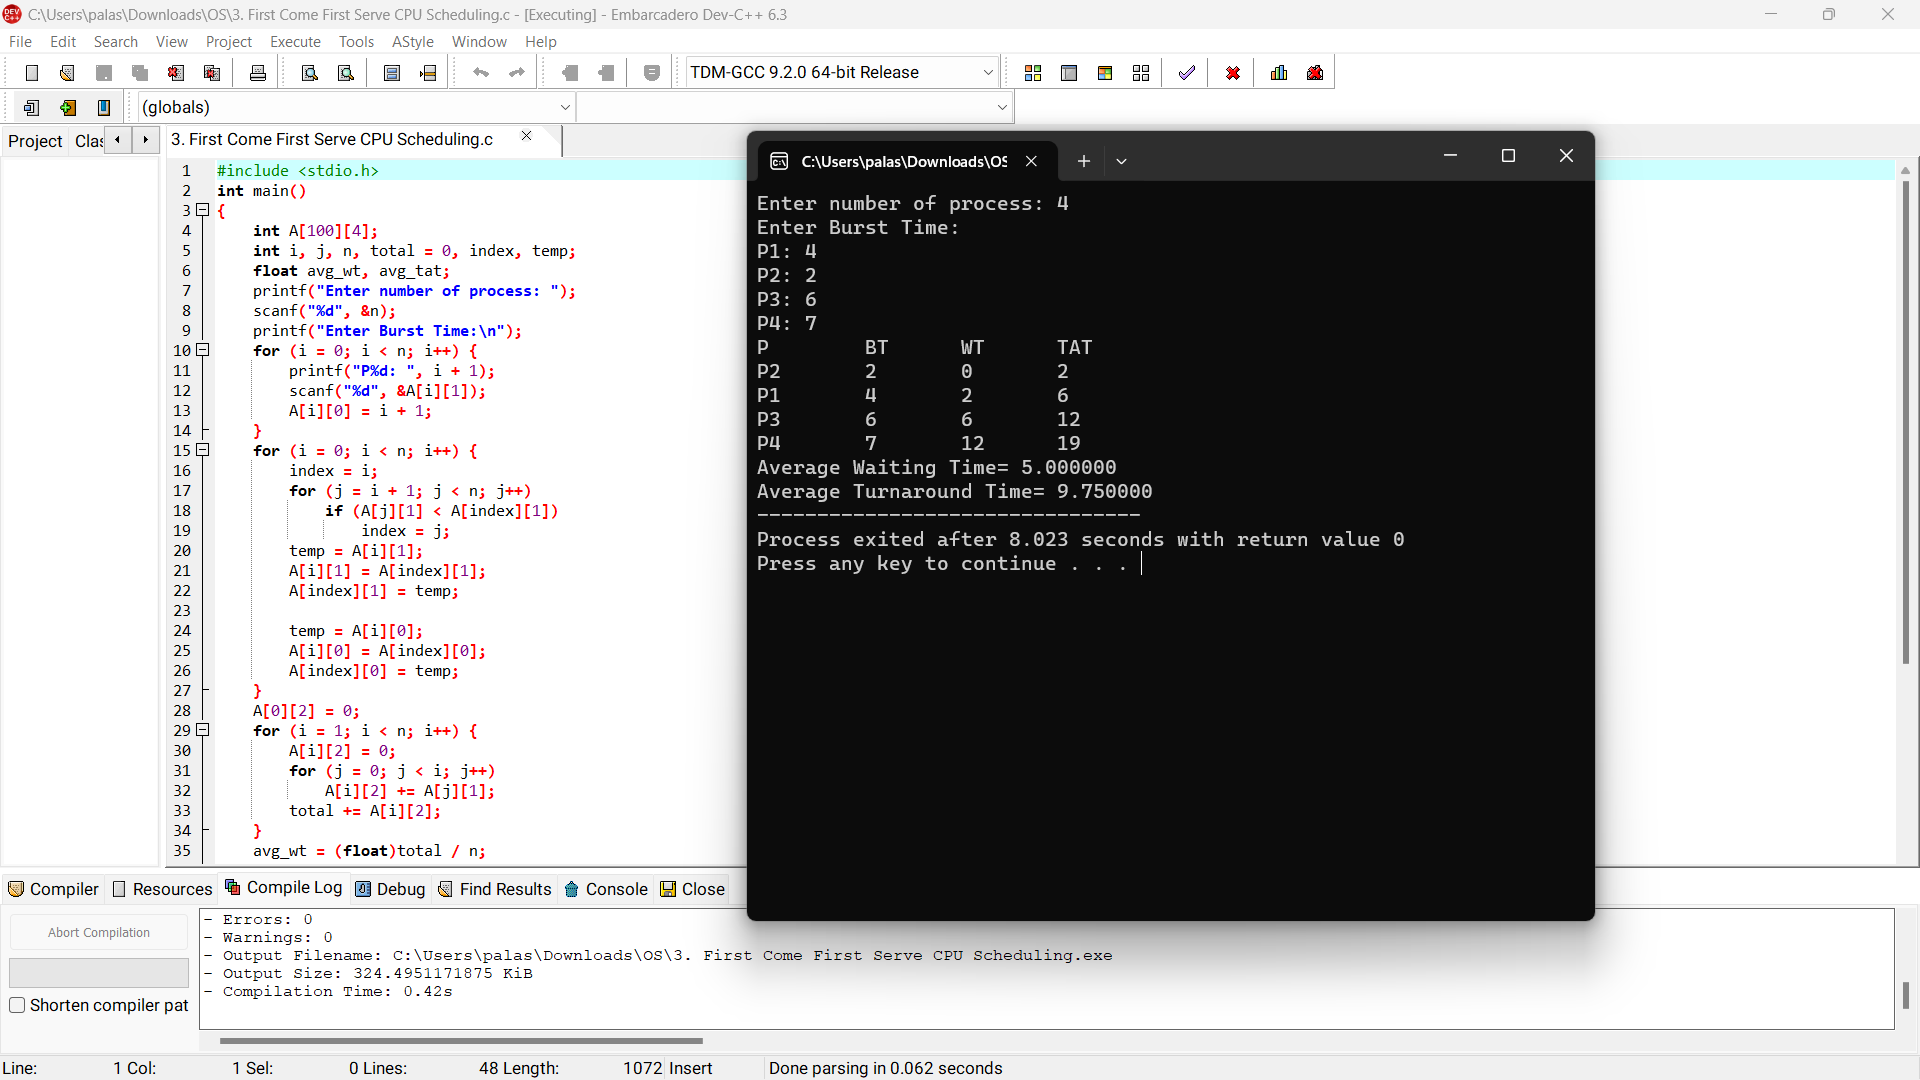 C:\Users\palas\Downloads\OS\3. First Come First Serve CPU Scheduling.c - [Executing] - Embarcadero Dev-C++ 6.3
File Edit Search View Project Execute Tools AStyle Window Help
TDM-GCC 9.2.0 64-bit Release
(globals)
Project Clas
3. First Come First Serve CPU Scheduling.c
1 #include <stdio.h>
2 int main()
3 {
4 int A[100][4];
5 int i, j, n, total = 0, index, temp;
6 float avg_wt, avg_tat;
7 printf("Enter number of process: ");
8 scanf("%d", &n);
9 printf("Enter Burst Time:\n");
10 for (i = 0; i < n; i++) {
11 printf("P%d: ", i + 1);
12 scanf("%d", &A[i][1]);
13 A[i][0] = i + 1;
14 }
15 for (i = 0; i < n; i++) {
16 index = i;
17 for (j = i + 1; j < n; j++)
18 if (A[j][1] < A[index][1])
19 index = j;
20 temp = A[i][1];
21 A[i][1] = A[index][1];
22 A[index][1] = temp;
23
24 temp = A[i][0];
25 A[i][0] = A[index][0];
26 A[index][0] = temp;
27 }
28 A[0][2] = 0;
29 for (i = 1; i < n; i++) {
30 A[i][2] = 0;
31 for (j = 0; j < i; j++)
32 A[i][2] += A[j][1];
33 total += A[i][2];
34 }
35 avg_wt = (float)total / n;
C:\Users\palas\Downloads\OS
Enter number of process: 4
Enter Burst Time:
P1: 4
P2: 2
P3: 6
P4: 7
P BT WT TAT
P2 2 0 2
P1 4 2 6
P3 6 6 12
P4 7 12 19
Average Waiting Time= 5.000000
Average Turnaround Time= 9.750000
--------------------------------
Process exited after 8.023 seconds with return value 0
Press any key to continue . . .
Compiler Resources Compile Log Debug Find Results Console Close
Abort Compilation
Shorten compiler pat
- Errors: 0
- Warnings: 0
- Output Filename: C:\Users\palas\Downloads\OS\3. First Come First Serve CPU Scheduling.exe
- Output Size: 324.4951171875 KiB
- Compilation Time: 0.42s
Line: 1 Col: 1 Sel: 0 Lines: 48 Length: 1072 Insert Done parsing in 0.062 seconds